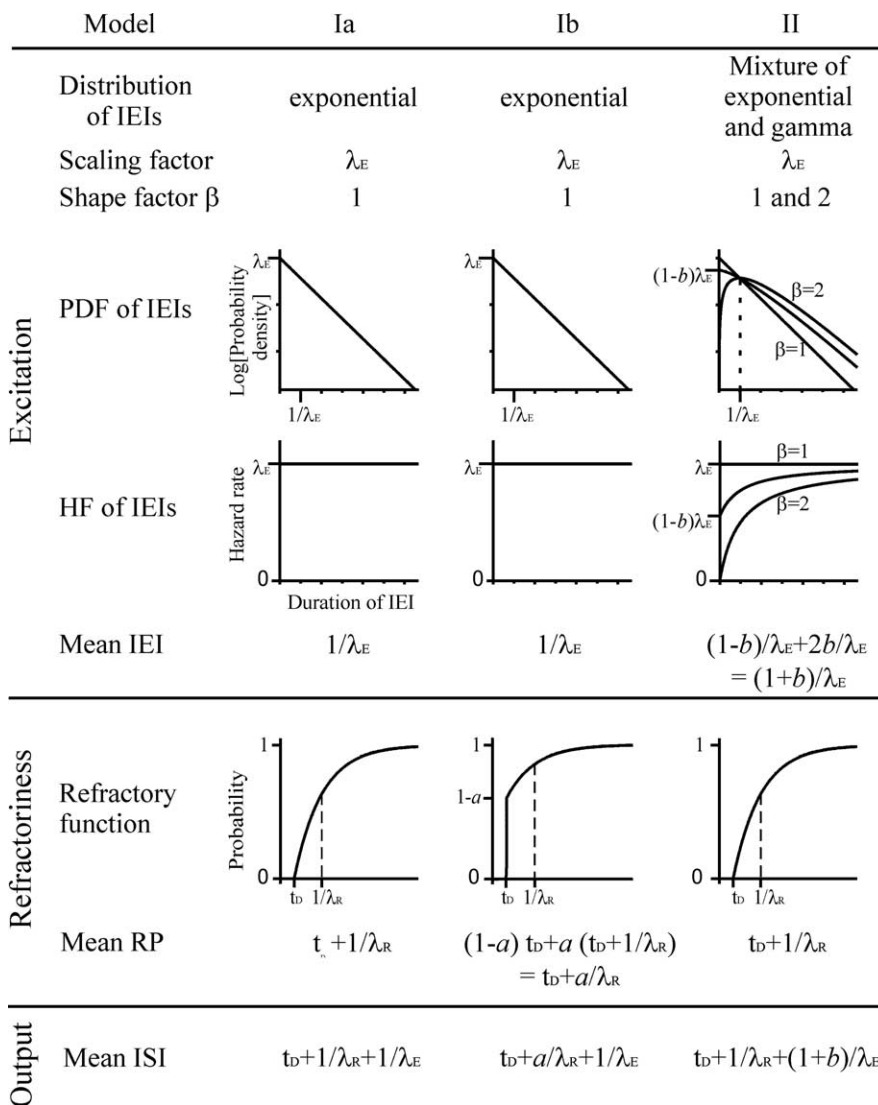 Model Ia Ib II
Distribution of IEIs exponential exponential Mixture of exponential and gamma
Scaling factor λE λE λE
Shape factor β 1 1 1 and 2
Excitation
PDF of IEIs
Log[Probability density]
λE
1/λE
λE
1/λE
(1-b)λE
β=2
β=1
1/λE
HF of IEIs
Hazard rate
λE
0
Duration of IEI
λE
0
λE
(1-b)λE
0
β=1
β=2
Mean IEI 1/λE 1/λE (1-b)/λE+2b/λE
= (1+b)/λE
Refractoriness
Refractory function
Probability
1
0
tD 1/λR
1
1-a
0
tD 1/λR
1
0
tD 1/λR
Mean RP t +1/λR (1-a) tD+a (tD+1/λR) tD+1/λR
= tD+a/λR
Output
Mean ISI tD+1/λR+1/λE tD+a/λR+1/λE tD+1/λR+(1+b)/λE